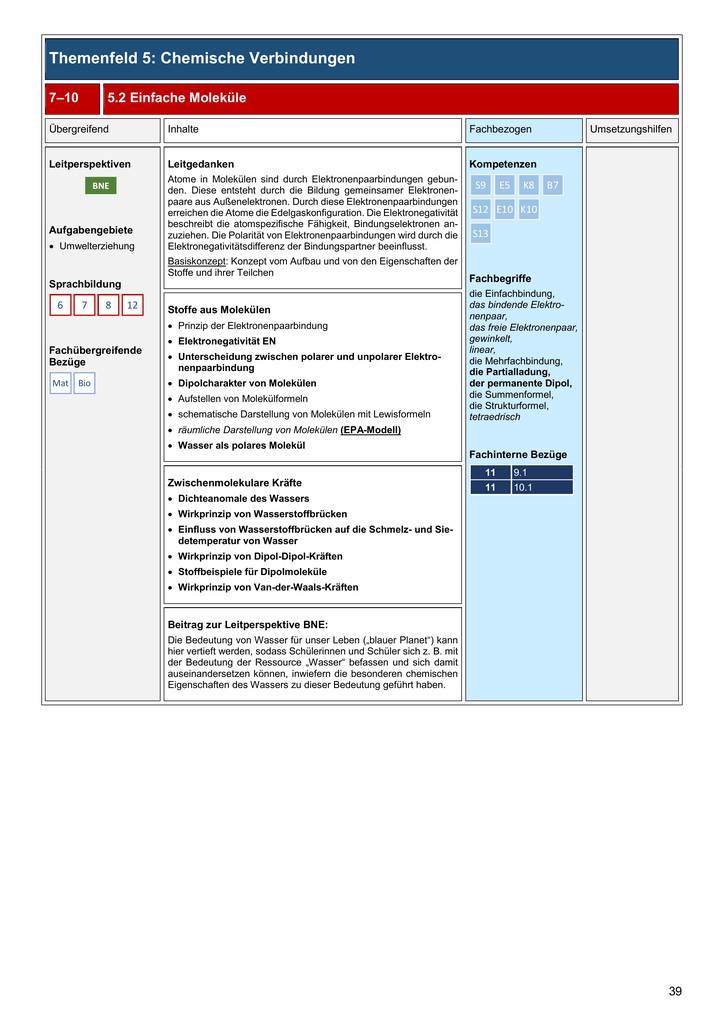 Themenfeld 5: Chemische Verbindungen
7–10 5.2 Einfache Moleküle
Übergreifend Inhalte Fachbezogen Umsetzungshilfen
Leitperspektiven
BNE
Aufgabengebiete
• Umwelterziehung
Sprachbildung
6 7 8 12
Fachübergreifende
Bezüge
Mat Bio
Leitgedanken
Atome in Molekülen sind durch Elektronenpaarbindungen gebun-
den. Diese entsteht durch die Bildung gemeinsamer Elektronen-
paare aus Außenelektronen. Durch diese Elektronenpaarbindungen
erreichen die Atome die Edelgaskonfiguration. Die Elektronegativität
beschreibt die atomspezifische Fähigkeit, Bindungselektronen an-
zuziehen. Die Polarität von Elektronenpaarbindungen wird durch die
Elektronegativitätsdifferenz der Bindungspartner beeinflusst.
Basiskonzept: Konzept vom Aufbau und von den Eigenschaften der
Stoffe und ihrer Teilchen
Stoffe aus Molekülen
• Prinzip der Elektronenpaarbindung
• Elektronegativität EN
• Unterscheidung zwischen polarer und unpolarer Elektro-
nenpaarbindung
• Dipolcharakter von Molekülen
• Aufstellen von Molekülformeln
• schematische Darstellung von Molekülen mit Lewisformeln
• räumliche Darstellung von Molekülen (EPA-Modell)
• Wasser als polares Molekül
Zwischenmolekulare Kräfte
• Dichteanomale des Wassers
• Wirkprinzip von Wasserstoffbrücken
• Einfluss von Wasserstoffbrücken auf die Schmelz- und Sie-
detemperatur von Wasser
• Wirkprinzip von Dipol-Dipol-Kräften
• Stoffbeispiele für Dipolmoleküle
• Wirkprinzip von Van-der-Waals-Kräften
Beitrag zur Leitperspektive BNE:
Die Bedeutung von Wasser für unser Leben („blauer Planet“) kann
hier vertieft werden, sodass Schülerinnen und Schüler sich z. B. mit
der Bedeutung der Ressource „Wasser“ befassen und sich damit
auseinandersetzen können, inwiefern die besonderen chemischen
Eigenschaften des Wassers zu dieser Bedeutung geführt haben.
Kompetenzen
S9 E5 K8 B7
S12 E10 K10
S13
Fachbegriffe
die Einfachbindung,
das bindende Elektro-
nenpaar,
das freie Elektronenpaar,
gewinkelt,
linear,
die Mehrfachbindung,
die Partialladung,
der permanente Dipol,
die Summenformel,
die Strukturformel,
tetraedrisch
Fachinterne Bezüge
11 9.1
11 10.1
39